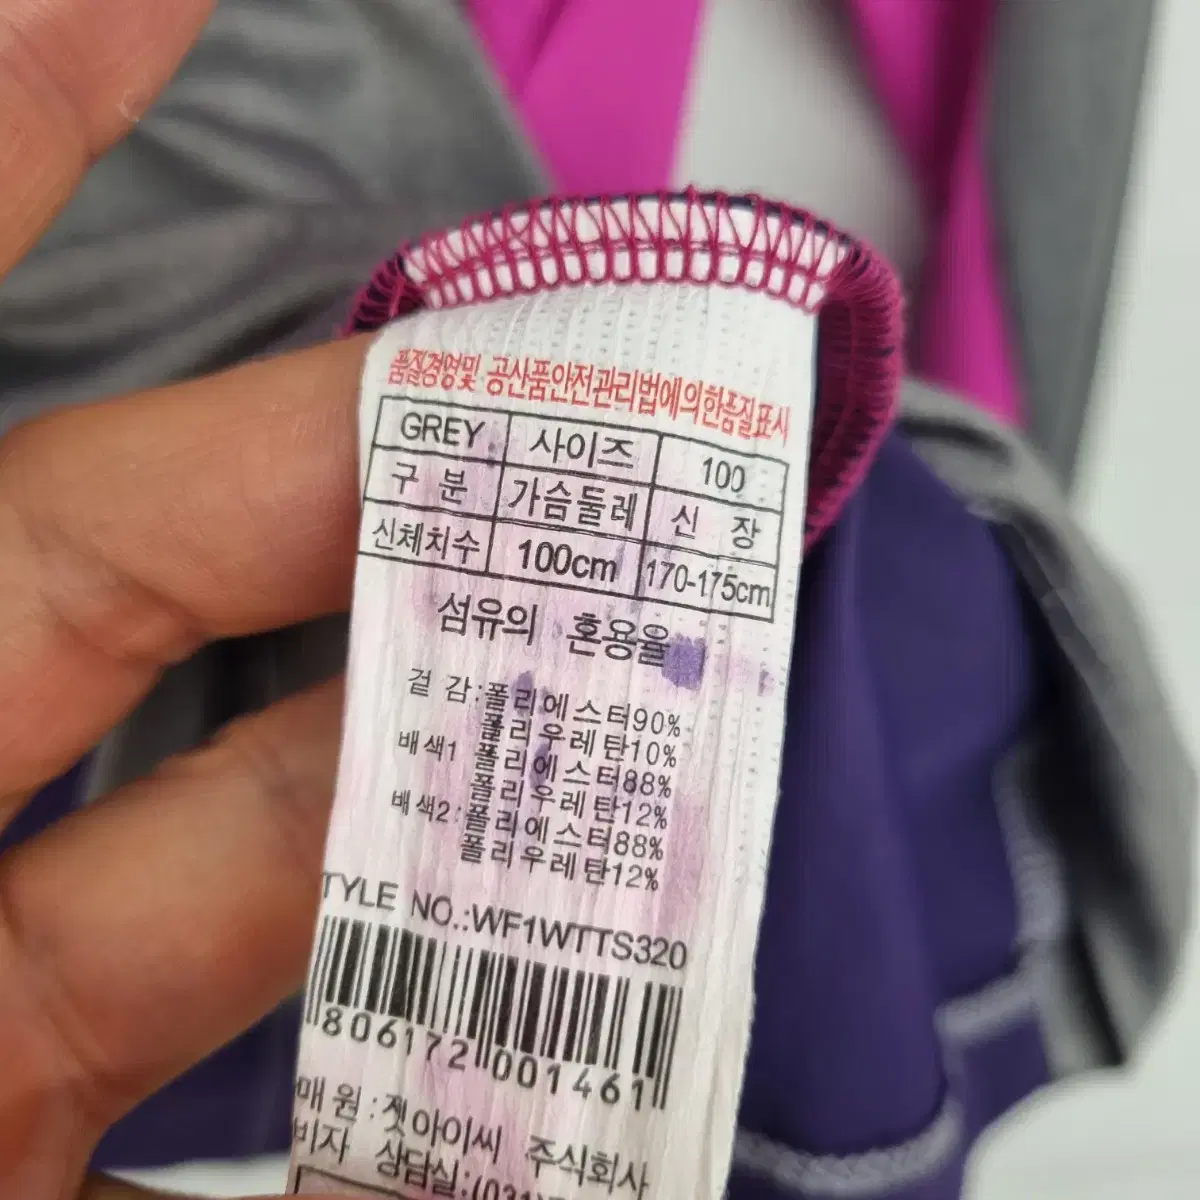 품질경영및 공산품안전관리법에의한품질표시
GREY 사이즈 100
구 분 가슴둘레 신 장
신체치수 100cm 170-175cm
섬유의 혼용율
겉 감:폴리에스터90%
폴리우레탄10%
배색1 폴리에스터88%
폴리우레탄12%
배색2:폴리에스터88%
폴리우레탄12%
TYLE NO.:WF1WTTS320
806172 001461
매 원:젯아이씨 주식회사
비자 상담실:(031)